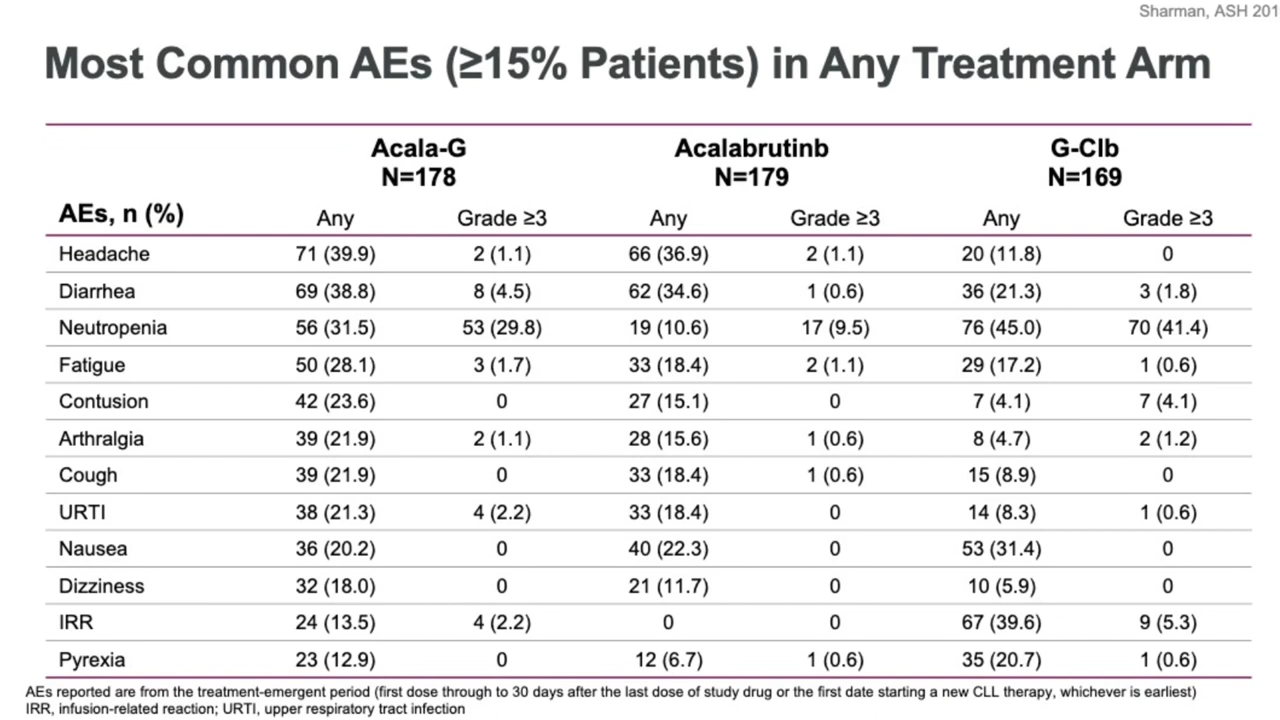 Sharman, ASH 201
Most Common AEs (≥15% Patients) in Any Treatment Arm
Acala-G Acalabrutinb G-Clb
N=178 N=179 N=169
AEs, n (%) Any Grade ≥3 Any Grade ≥3 Any Grade ≥3
Headache 71 (39.9) 2 (1.1) 66 (36.9) 2 (1.1) 20 (11.8) 0
Diarrhea 69 (38.8) 8 (4.5) 62 (34.6) 1 (0.6) 36 (21.3) 3 (1.8)
Neutropenia 56 (31.5) 53 (29.8) 19 (10.6) 17 (9.5) 76 (45.0) 70 (41.4)
Fatigue 50 (28.1) 3 (1.7) 33 (18.4) 2 (1.1) 29 (17.2) 1 (0.6)
Contusion 42 (23.6) 0 27 (15.1) 0 7 (4.1) 7 (4.1)
Arthralgia 39 (21.9) 2 (1.1) 28 (15.6) 1 (0.6) 8 (4.7) 2 (1.2)
Cough 39 (21.9) 0 33 (18.4) 1 (0.6) 15 (8.9) 0
URTI 38 (21.3) 4 (2.2) 33 (18.4) 0 14 (8.3) 1 (0.6)
Nausea 36 (20.2) 0 40 (22.3) 0 53 (31.4) 0
Dizziness 32 (18.0) 0 21 (11.7) 0 10 (5.9) 0
IRR 24 (13.5) 4 (2.2) 0 0 67 (39.6) 9 (5.3)
Pyrexia 23 (12.9) 0 12 (6.7) 1 (0.6) 35 (20.7) 1 (0.6)
AEs reported are from the treatment-emergent period (first dose through to 30 days after the last dose of study drug or the first date starting a new CLL therapy, whichever is earliest)
IRR, infusion-related reaction; URTI, upper respiratory tract infection